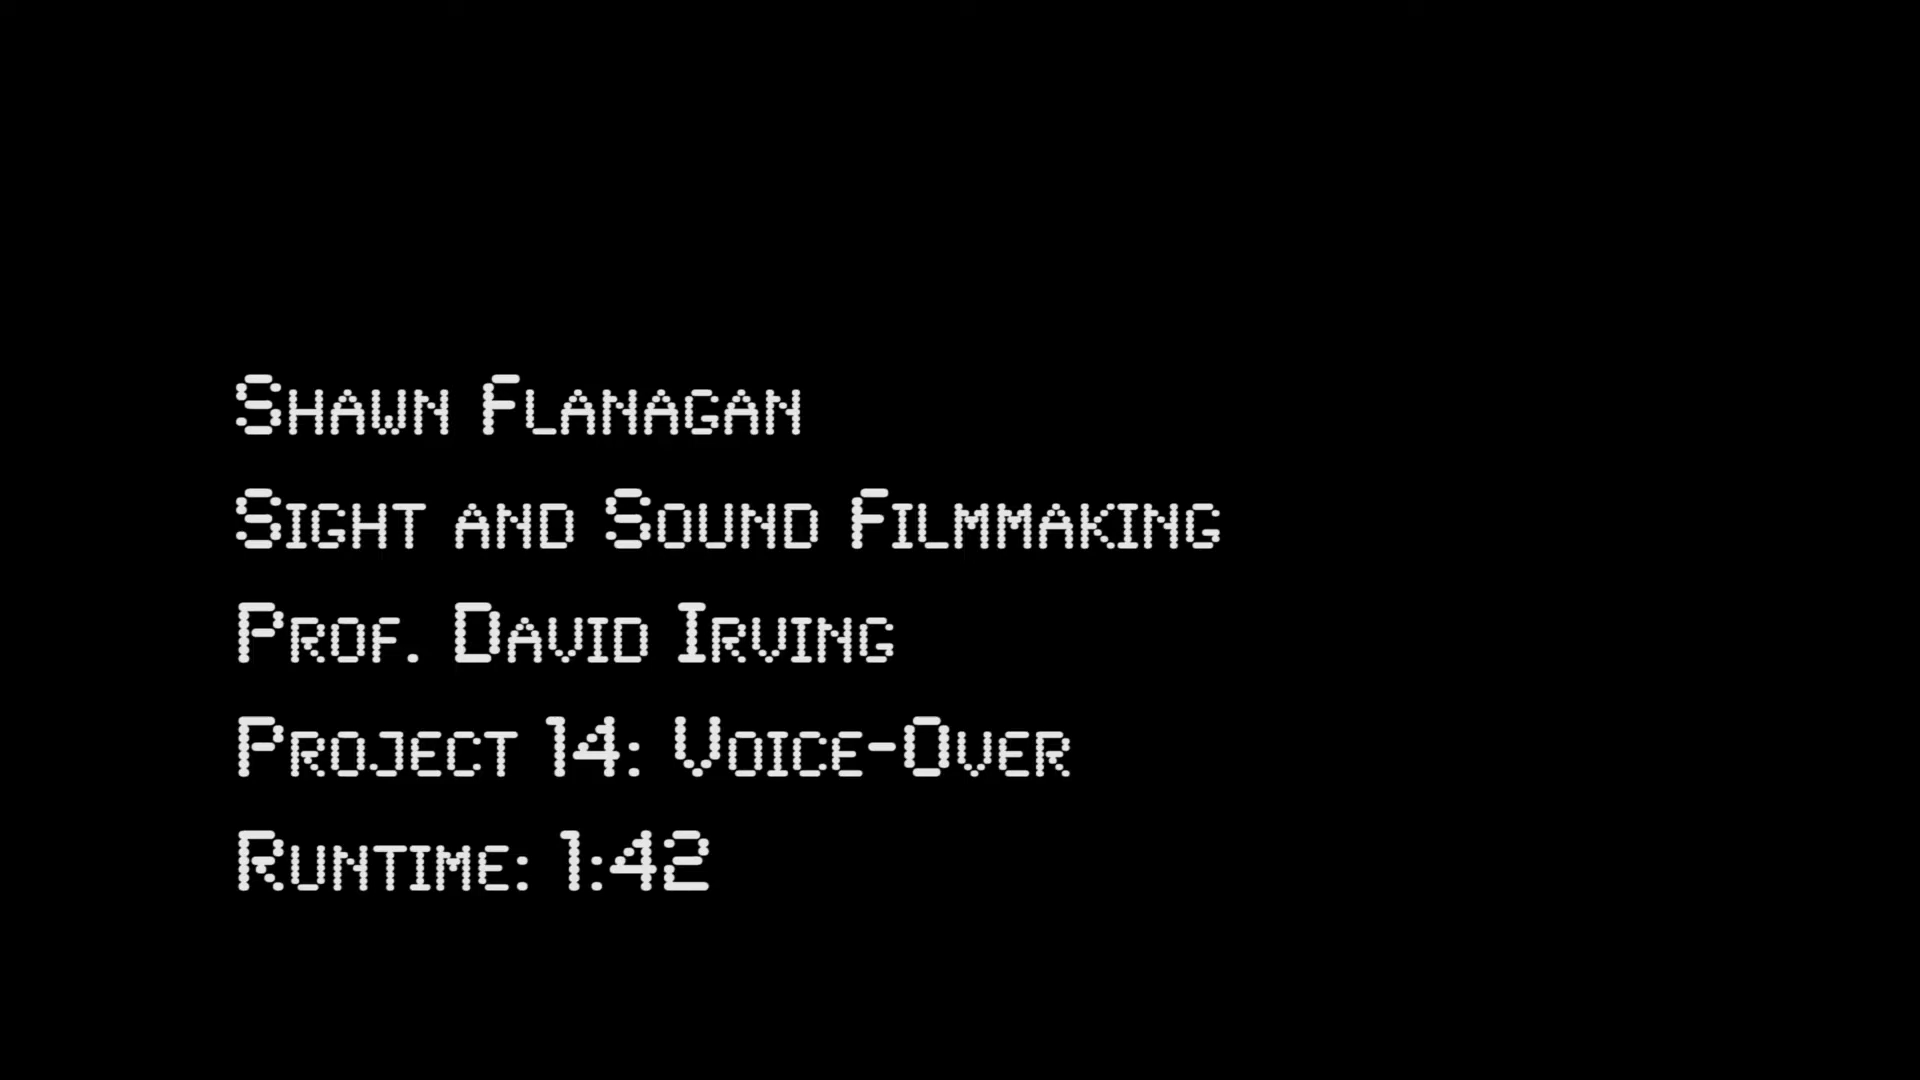 Shawn Flanagan
Sight and Sound Filmmaking
Prof. David Irving
Project 14: Voice-Over
Runtime: 1:42